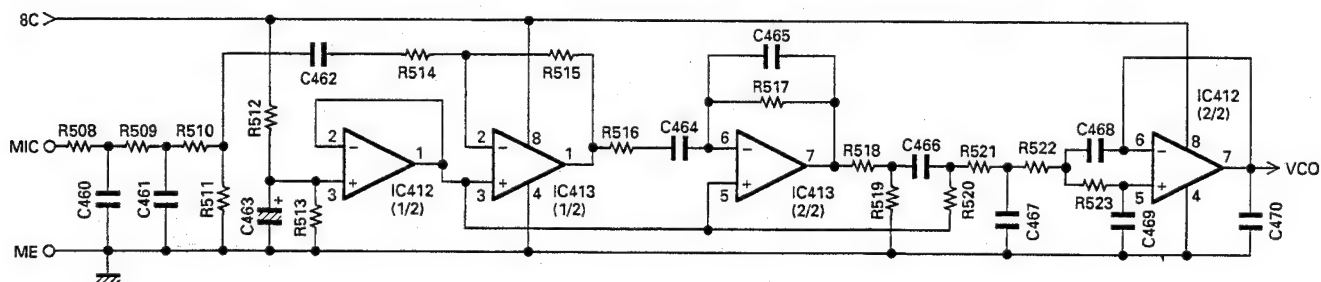 8C
C465
C462
R514
R515
R517
IC412
(2/2)
R512
R508
R509
R510
R516
C464
C468
MIC
2
1
2
8
1
6
7
R518
C466
R521
R522
6
8
7
VCO
3
IC412
(1/2)
3
4
IC413
(1/2)
5
IC413
(2/2)
R523
5
4
C460
C461
R511
C463
+
R513
R519
R520
C467
C469
C470
ME